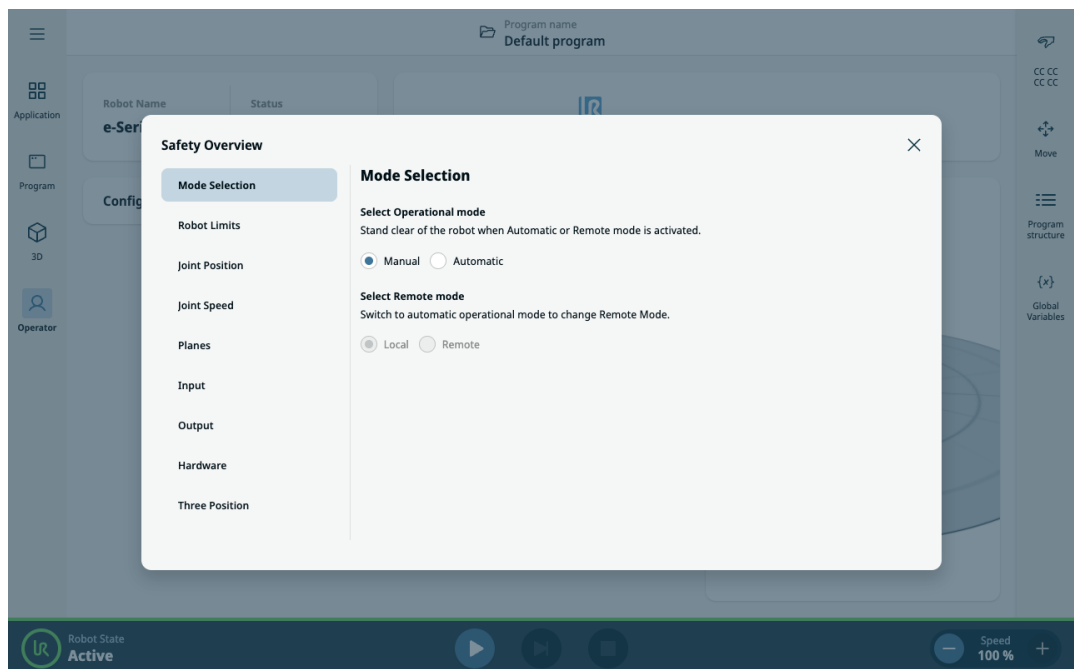 Program name
Default program
Application
Program
3D
Operator
Robot Name
Status
e-Seri
Config
Safety Overview
Mode Selection
Robot Limits
Joint Position
Joint Speed
Planes
Input
Output
Hardware
Three Position
Mode Selection
Select Operational mode
Stand clear of the robot when Automatic or Remote mode is activated.
Manual Automatic
Select Remote mode
Switch to automatic operational mode to change Remote Mode.
Local Remote
CC CC
CC CC
Move
Program
structure
{x}
Global
Variables
Robot State
Active
Speed
100 %